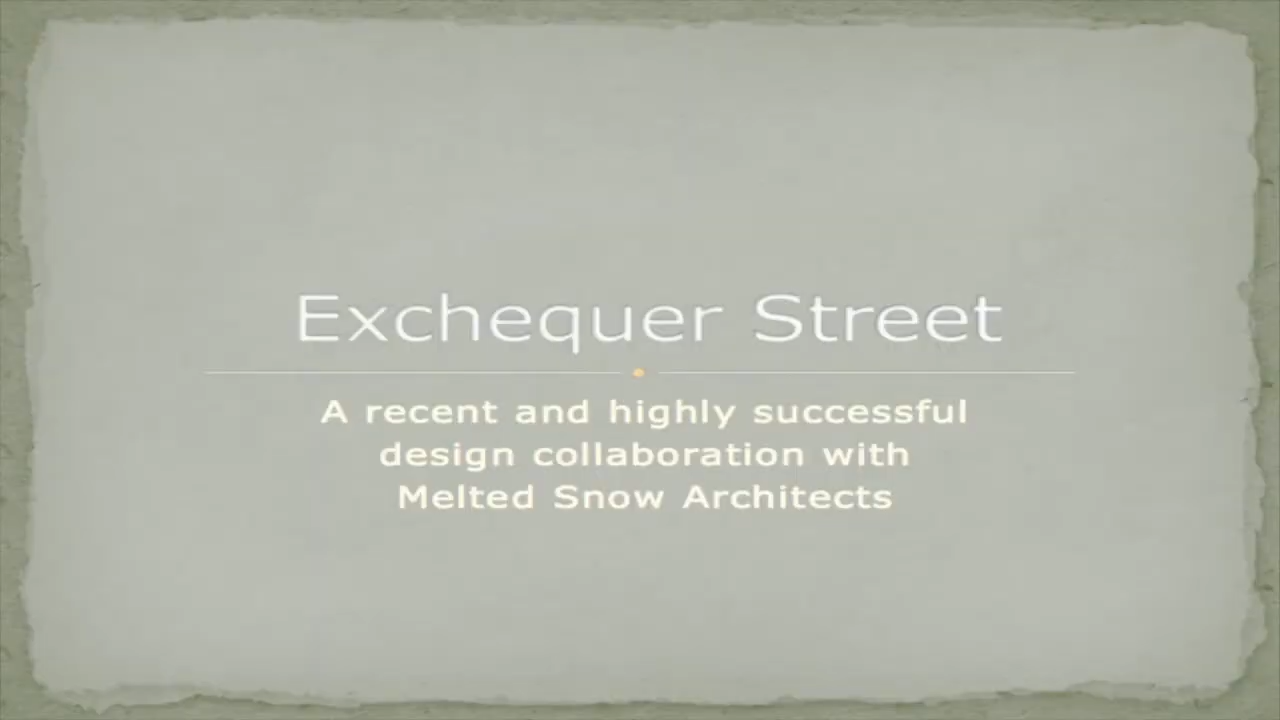 Exchequer Street
A recent and highly successful
design collaboration with
Melted Snow Architects